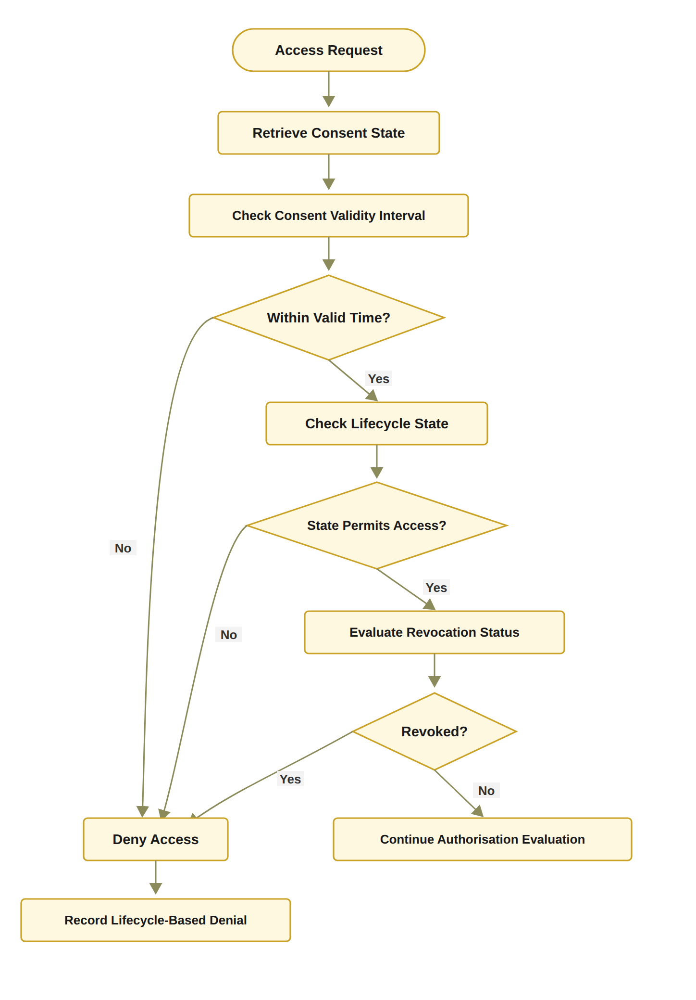 Access Request
Retrieve Consent State
Check Consent Validity Interval
Within Valid Time?
Yes
Check Lifecycle State
State Permits Access?
No
Yes
Evaluate Revocation Status
No
Revoked?
Yes
No
Deny Access
Continue Authorisation Evaluation
Record Lifecycle-Based Denial